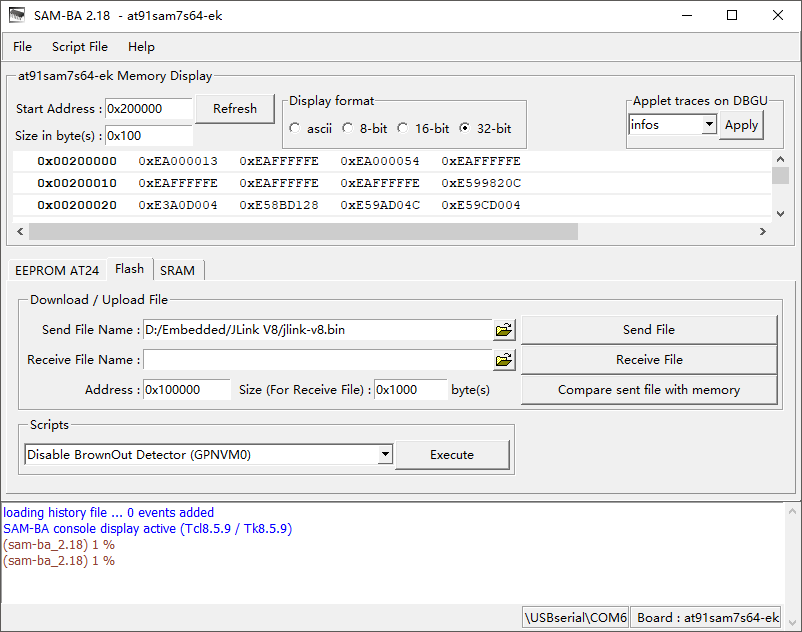 SAM-BA 2.18 - at91sam7s64-ek
File Script File Help
at91sam7s64-ek Memory Display
Start Address : 0x200000 Refresh
Size in byte(s) : 0x100
Display format
ascii 8-bit 16-bit 32-bit
Applet traces on DBGU
infos Apply
0x00200000 0xEA000013 0xEAFFFFFE 0xEA000054 0xEAFFFFFE
0x00200010 0xEAFFFFFE 0xEAFFFFFE 0xEAFFFFFE 0xE599820C
0x00200020 0xE3A0D004 0xE58BD128 0xE59AD04C 0xE59CD004
EEPROM AT24 Flash SRAM
Download / Upload File
Send File Name : D:/Embedded/JLink V8/jlink-v8.bin Send File
Receive File Name : Receive File
Address : 0x100000 Size (For Receive File) : 0x1000 byte(s) Compare sent file with memory
Scripts
Disable BrownOut Detector (GPNVM0) Execute
loading history file ... 0 events added
SAM-BA console display active (Tcl8.5.9 / Tk8.5.9)
(sam-ba_2.18) 1 %
(sam-ba_2.18) 1 %
\USBserial\COM6 Board : at91sam7s64-ek